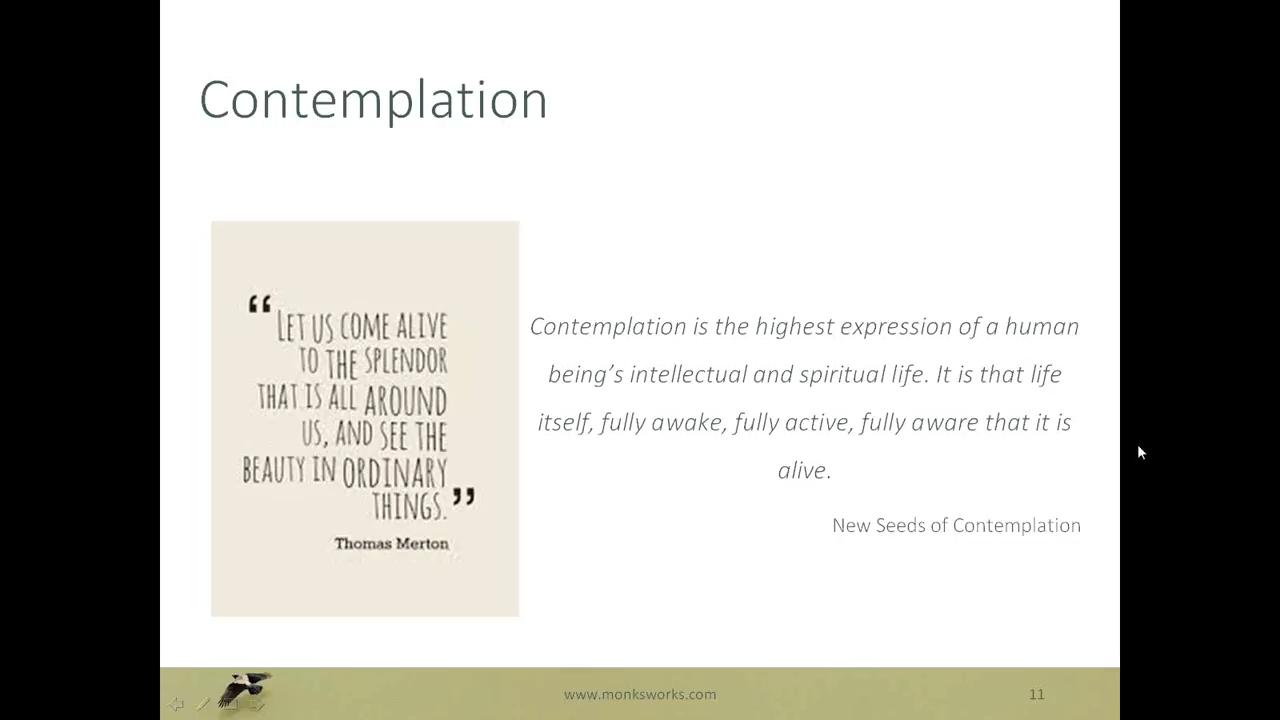 Contemplation
“ LET US COME ALIVE
TO THE SPLENDOR
THAT IS ALL AROUND
US, AND SEE THE
BEAUTY IN ORDINARY
THINGS. ”
Thomas Merton
Contemplation is the highest expression of a human
being’s intellectual and spiritual life. It is that life
itself, fully awake, fully active, fully aware that it is
alive.
New Seeds of Contemplation
www.monksworks.com
11